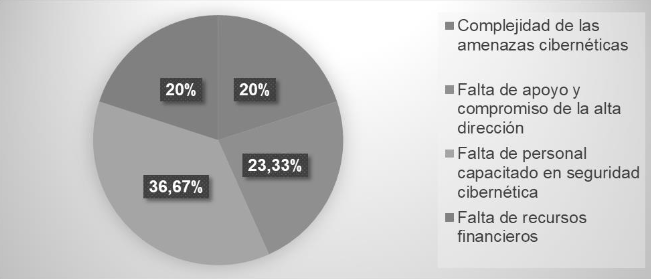 20%
20%
23,33%
36,67%
Complejidad de las
amenazas cibernéticas
Falta de apoyo y
compromiso de la alta
dirección
Falta de personal
capacitado en seguridad
cibernética
Falta de recursos
financieros